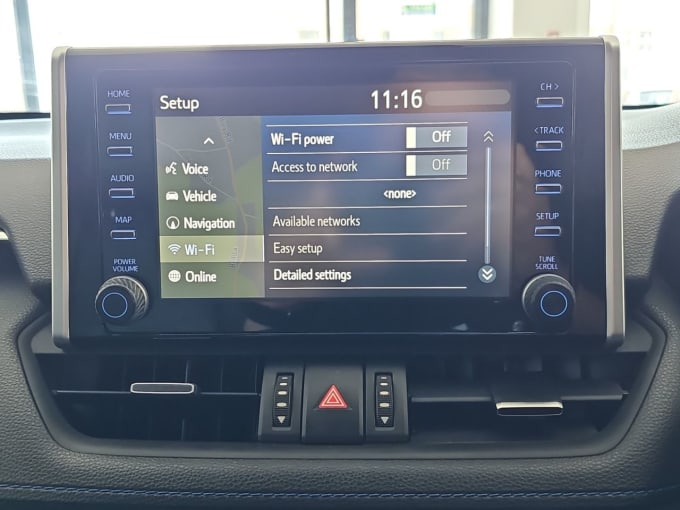 HOME
MENU
AUDIO
MAP
POWER
VOLUME
Setup
11:16
Voice
Vehicle
Navigation
Wi-Fi
Online
Wi-Fi power
Off
Access to network
Off
<none>
Available networks
Easy setup
Detailed settings
CH >
< TRACK
PHONE
SETUP
TUNE
SCROLL